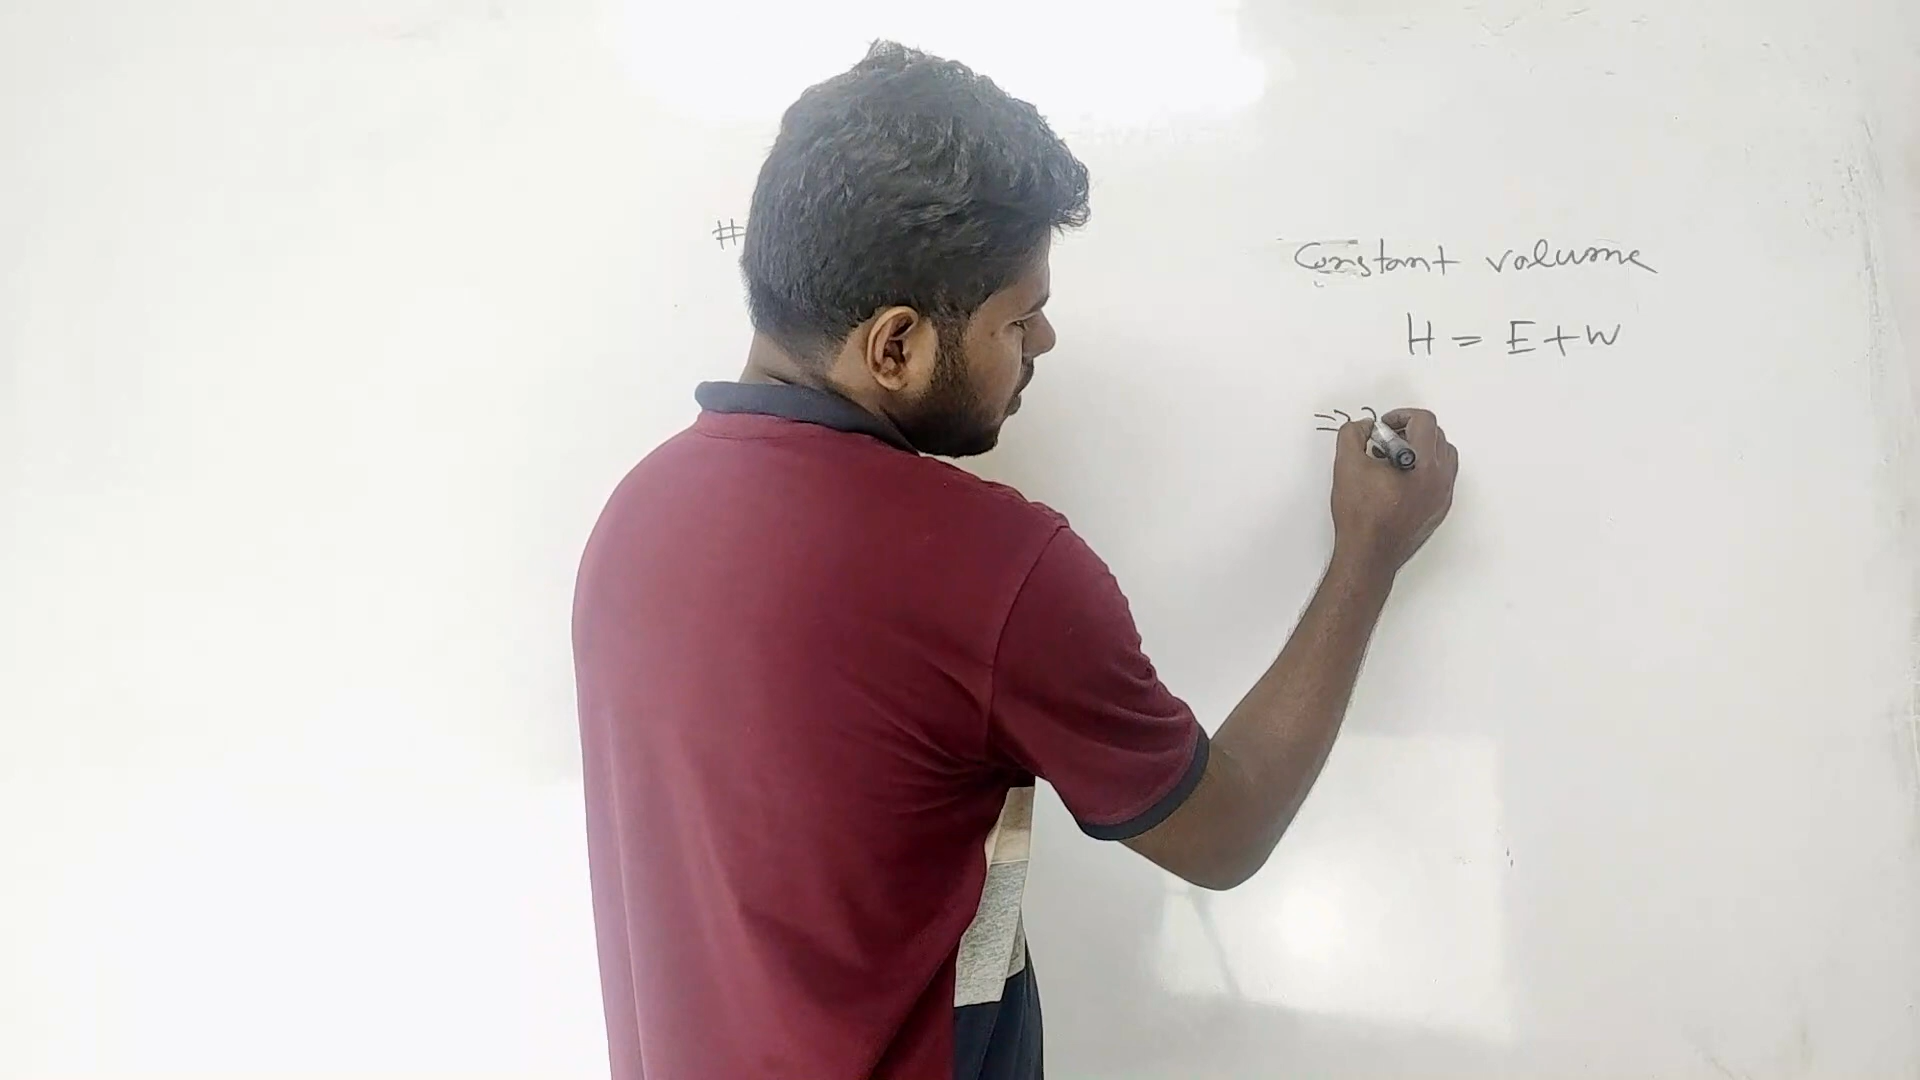 #
Constant volume
H = E + W
⇒